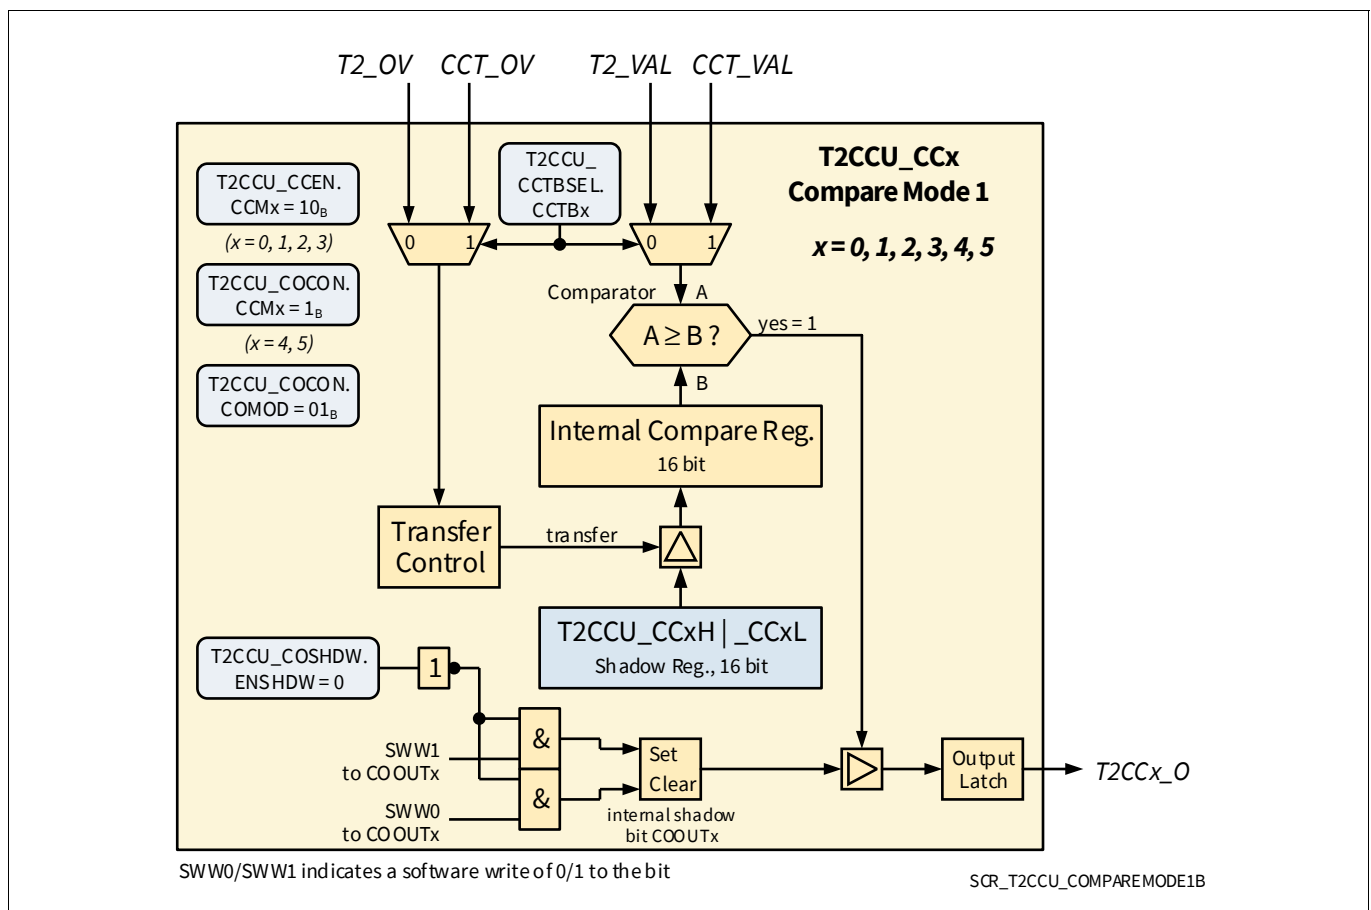 T2_OV CCT_OV T2_VAL CCT_VAL
T2CCU_CCx
Compare Mode 1
x = 0, 1, 2, 3, 4, 5
T2CCU_CCEN.
CCMx = 10B
(x = 0, 1, 2, 3)
T2CCU_COCON.
CCMx = 1B
(x = 4, 5)
T2CCU_COCON.
COMOD = 01B
T2CCU_
CCTBSEL.
CCTBx
0 1
0 1
Comparator A
A ≥ B ?
yes = 1
B
Internal Compare Reg.
16 bit
Transfer
Control
transfer
T2CCU_CCxH | _CCxL
Shadow Reg., 16 bit
T2CCU_COSHDW.
ENSHDW = 0
1
&
&
SWW1
to COOUTx
SWW0
to COOUTx
Set
Clear
internal shadow
bit COOUTx
Output
Latch
T2CCx_O
SWW0/SWW1 indicates a software write of 0/1 to the bit
SCR_T2CCU_COMPAREMODE1B